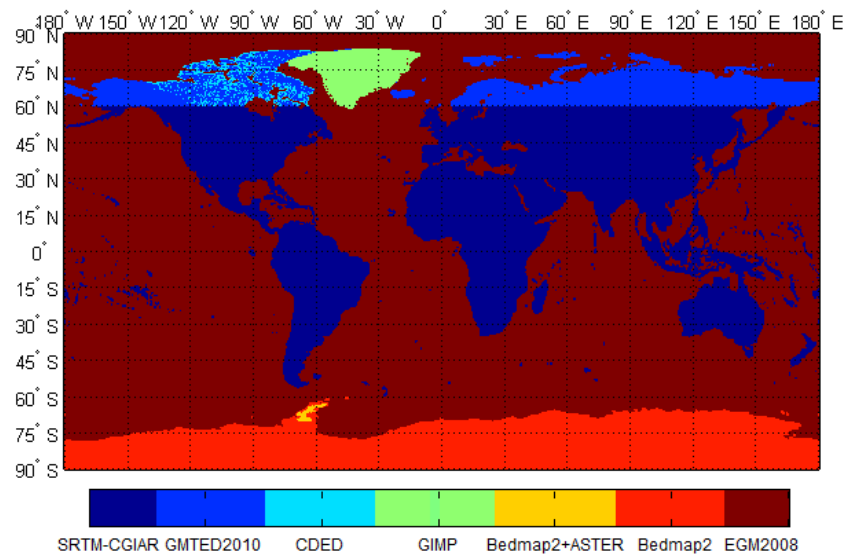 180° W 150° W 120° W 90° W 60° W 30° W 0° 30° E 60° E 90° E 120° E 150° E 180° E
90° N
75° N
60° N
45° N
30° N
15° N
0°
15° S
30° S
45° S
60° S
75° S
90° S
SRTM-CGIAR GMTED2010 CDED GIMP Bedmap2+ASTER Bedmap2 EGM2008